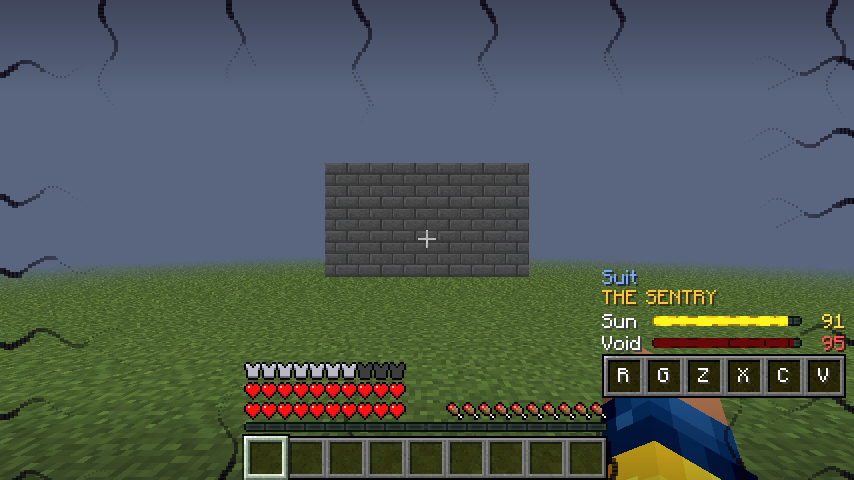 Suit
THE SENTRY
Sun 91
Void 95
R G Z X C V